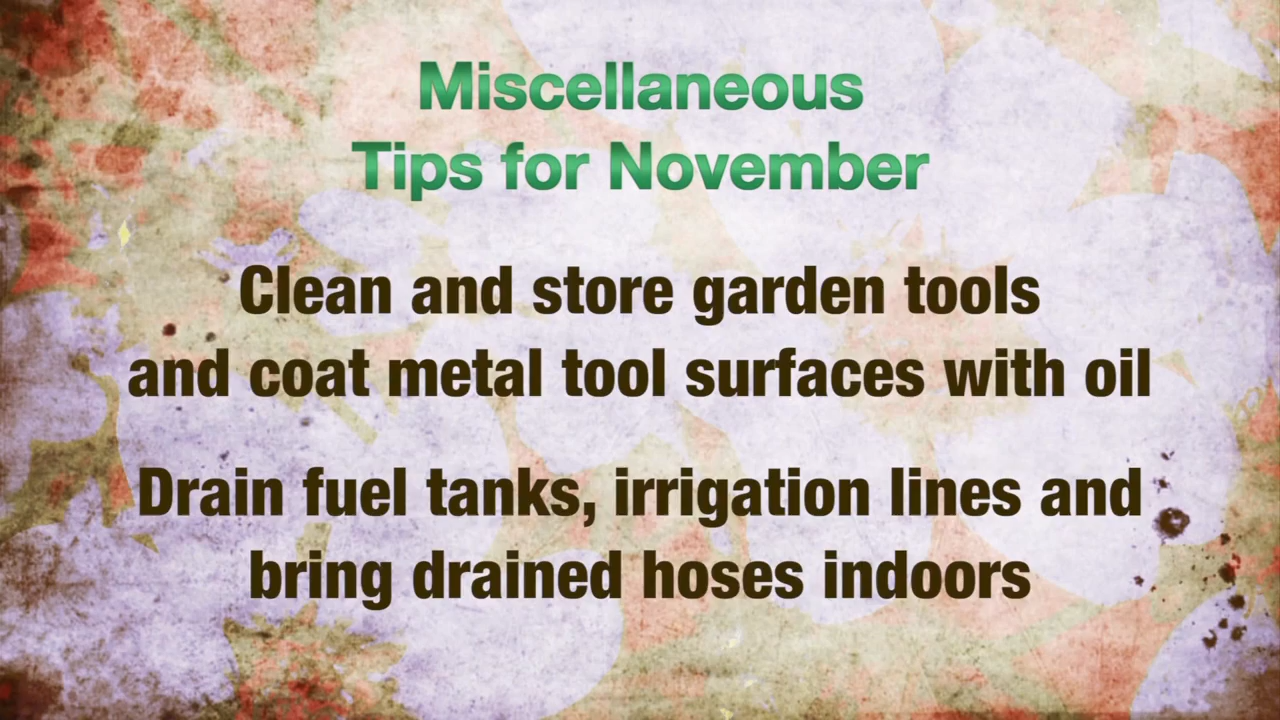 Miscellaneous
Tips for November
Clean and store garden tools
and coat metal tool surfaces with oil
Drain fuel tanks, irrigation lines and
bring drained hoses indoors